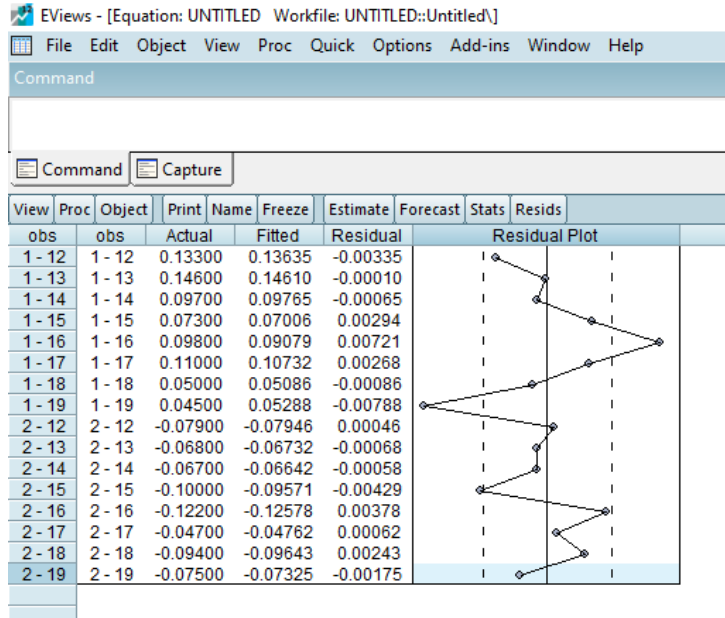 EViews - [Equation: UNTITLED Workfile: UNTITLED::Untitled\]
File Edit Object View Proc Quick Options Add-ins Window Help
Command
Command Capture
View Proc Object Print Name Freeze Estimate Forecast Stats Resids
obs obs Actual Fitted Residual Residual Plot
1 - 12 1 - 12 0.13300 0.13635 -0.00335
1 - 13 1 - 13 0.14600 0.14610 -0.00010
1 - 14 1 - 14 0.09700 0.09765 -0.00065
1 - 15 1 - 15 0.07300 0.07006 0.00294
1 - 16 1 - 16 0.09800 0.09079 0.00721
1 - 17 1 - 17 0.11000 0.10732 0.00268
1 - 18 1 - 18 0.05000 0.05086 -0.00086
1 - 19 1 - 19 0.04500 0.05288 -0.00788
2 - 12 2 - 12 -0.07900 -0.07946 0.00046
2 - 13 2 - 13 -0.06800 -0.06732 -0.00068
2 - 14 2 - 14 -0.06700 -0.06642 -0.00058
2 - 15 2 - 15 -0.10000 -0.09571 -0.00429
2 - 16 2 - 16 -0.12200 -0.12578 0.00378
2 - 17 2 - 17 -0.04700 -0.04762 0.00062
2 - 18 2 - 18 -0.09400 -0.09643 0.00243
2 - 19 2 - 19 -0.07500 -0.07325 -0.00175